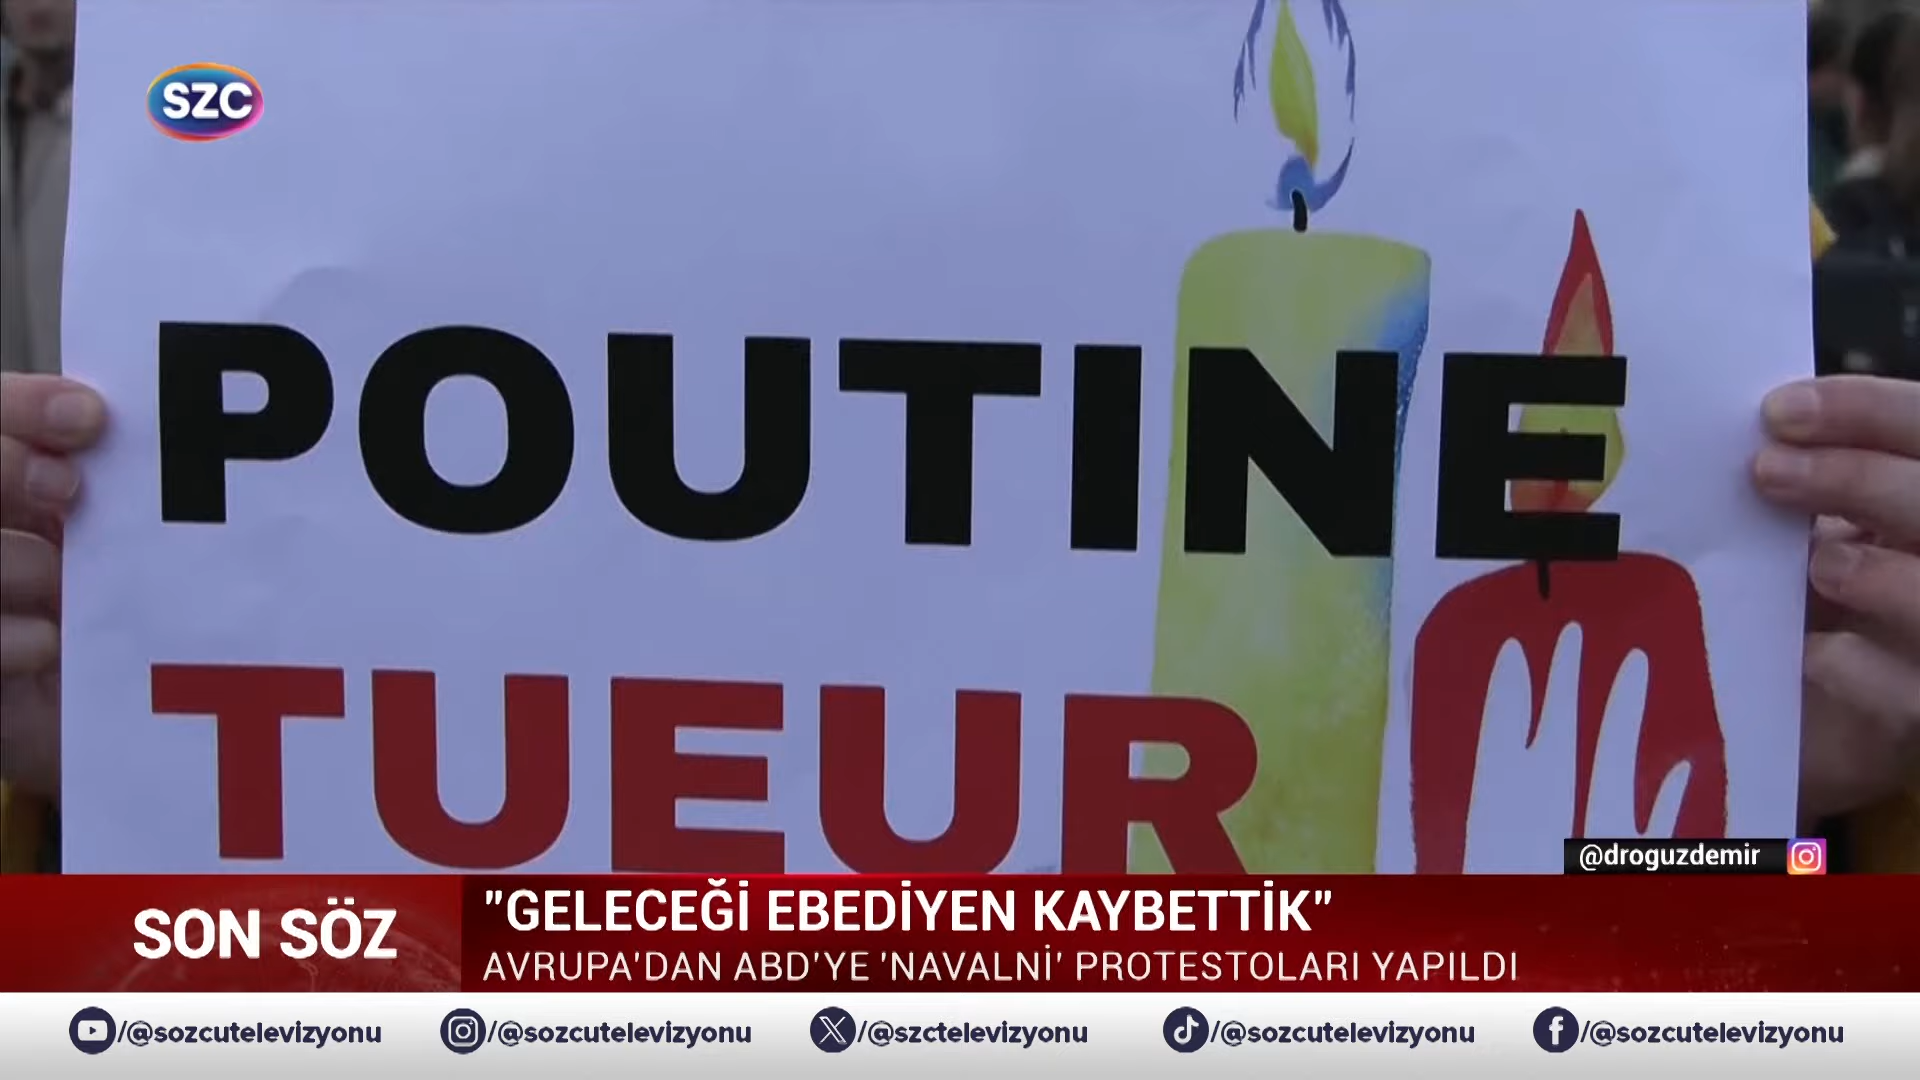 SZC
POUTINE
TUEUR
@droguzdemir
SON SÖZ
"GELECEĞİ EBEDİYEN KAYBETTİK"
AVRUPA'DAN ABD'YE 'NAVALNİ' PROTESTOLARI YAPILDI
/@sozcutelevizyonu
/@sozcutelevizyonu
/@szctelevizyonu
/@sozcutelevizyonu
/@sozcutelevizyonu